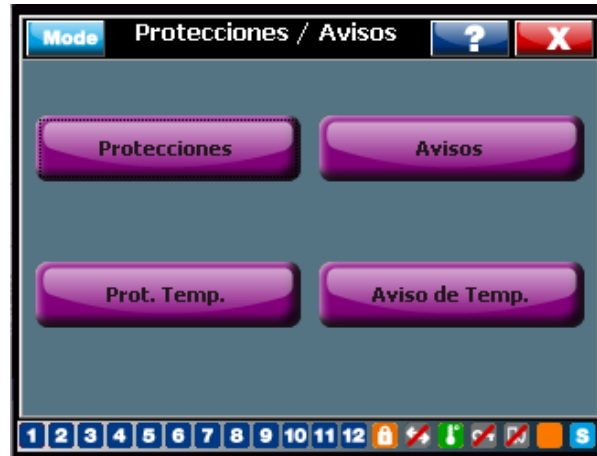 Mode Protecciones / Avisos ? X
Protecciones Avisos
Prot. Temp. Aviso de Temp.
1 2 3 4 5 6 7 8 9 10 11 12 S